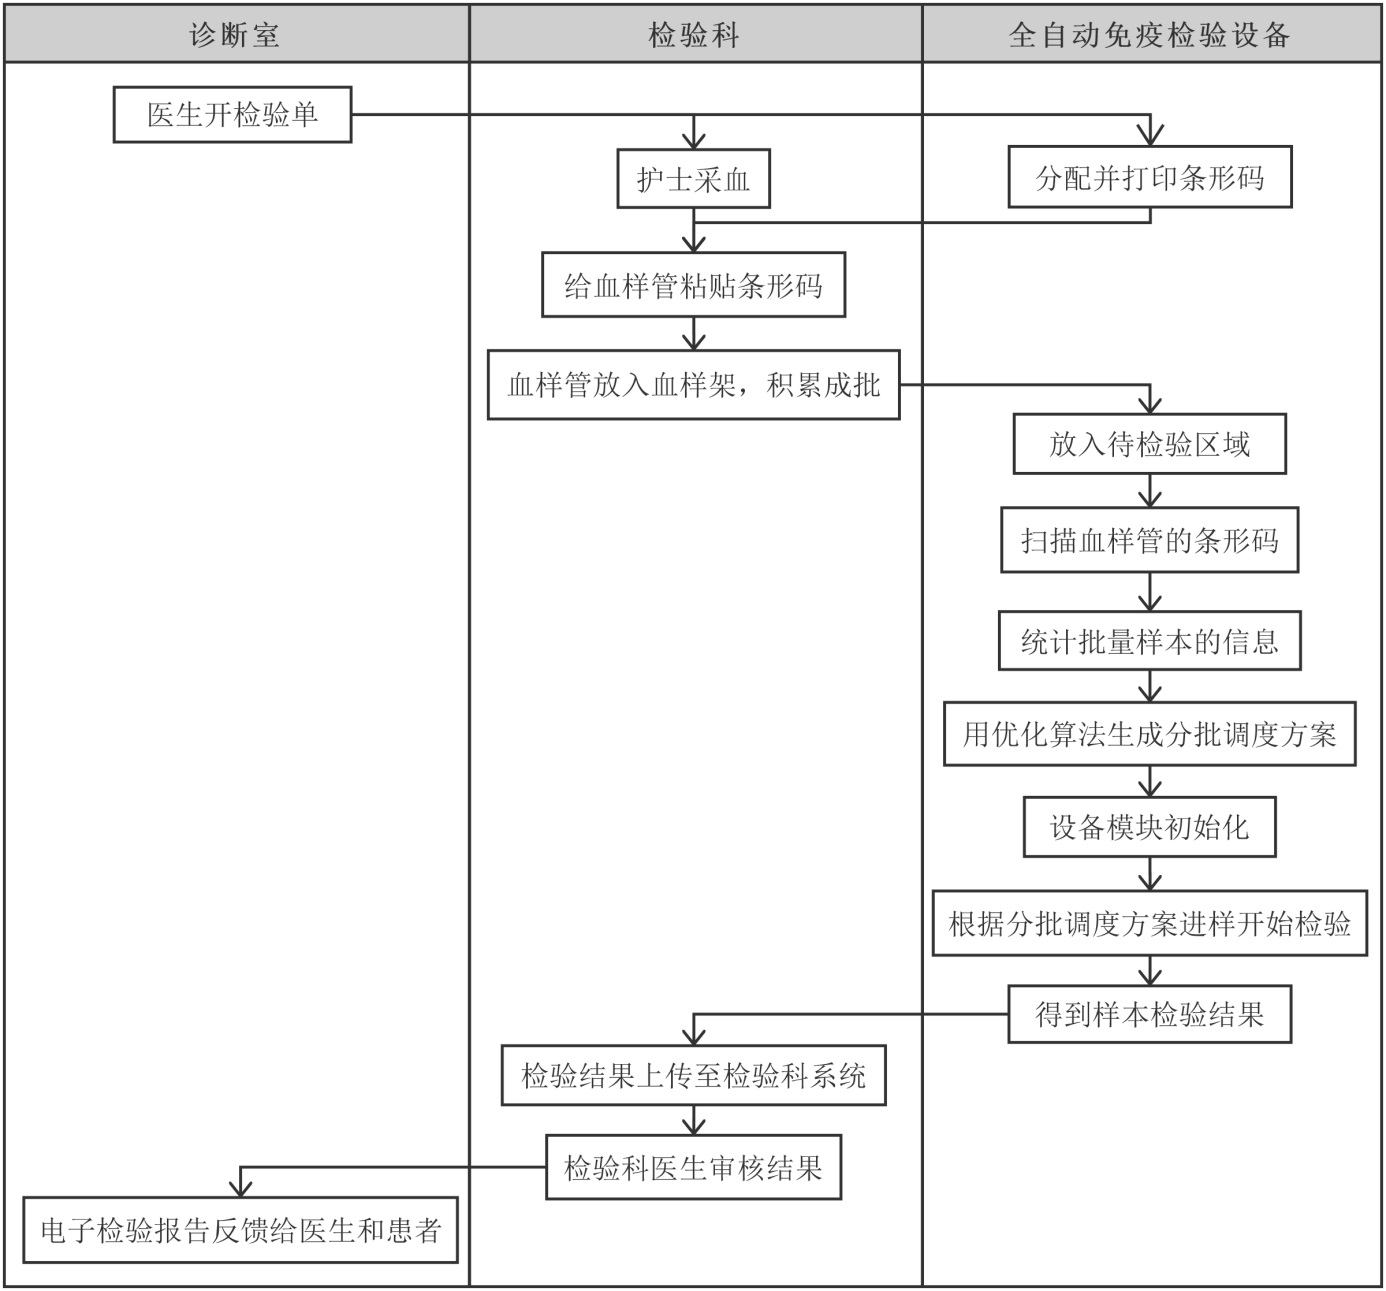 诊断室
检验科
全自动免疫检验设备
医生开检验单
护士采血
分配并打印条形码
给血样管粘贴条形码
血样管放入血样架，积累成批
放入待检验区域
扫描血样管的条形码
统计批量样本的信息
用优化算法生成分批调度方案
设备模块初始化
根据分批调度方案进样开始检验
得到样本检验结果
检验结果上传至检验科系统
检验科医生审核结果
电子检验报告反馈给医生和患者